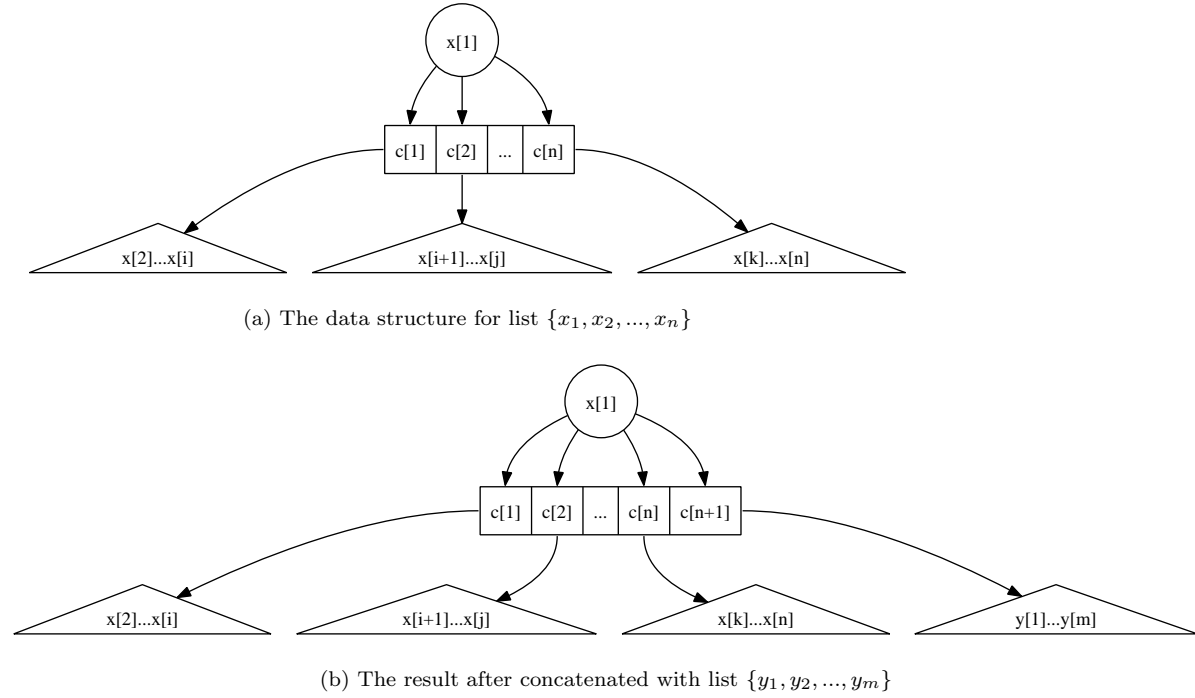 x[1]
c[1] c[2] ... c[n]
x[2]...x[i] x[i+1]...x[j] x[k]...x[n]
(a) The data structure for list {x₁, x₂, ..., xₙ}
x[1]
c[1] c[2] ... c[n] c[n+1]
x[2]...x[i] x[i+1]...x[j] x[k]...x[n] y[1]...y[m]
(b) The result after concatenated with list {y₁, y₂, ..., yₘ}